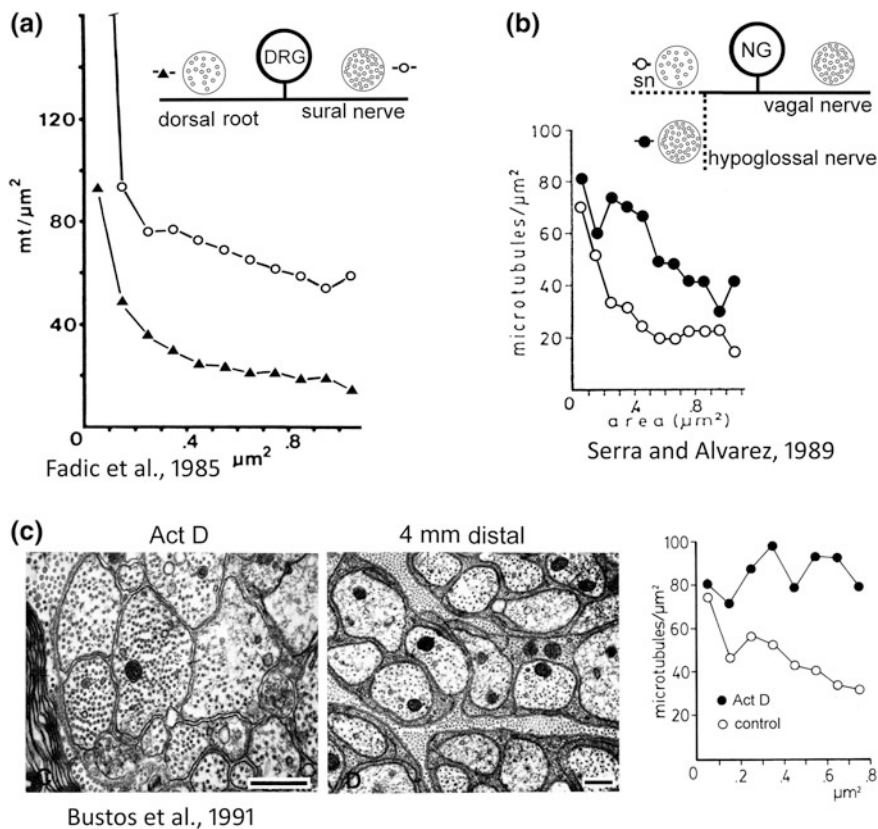 (a)
mt/μm²
160
120
80
40
0
.4
.8
μm²
DRG
dorsal root
sural nerve
Fadic et al., 1985
(b)
NG
sn
vagal nerve
hypoglossal nerve
microtubules/μm²
100
80
60
40
20
0
.4
.8
area (μm²)
Serra and Alvarez, 1989
(c)
Act D
4 mm distal
C
D
Bustos et al., 1991
microtubules/μm²
100
80
60
40
20
Act D
control
0
.2
.4
.6
.8
μm²